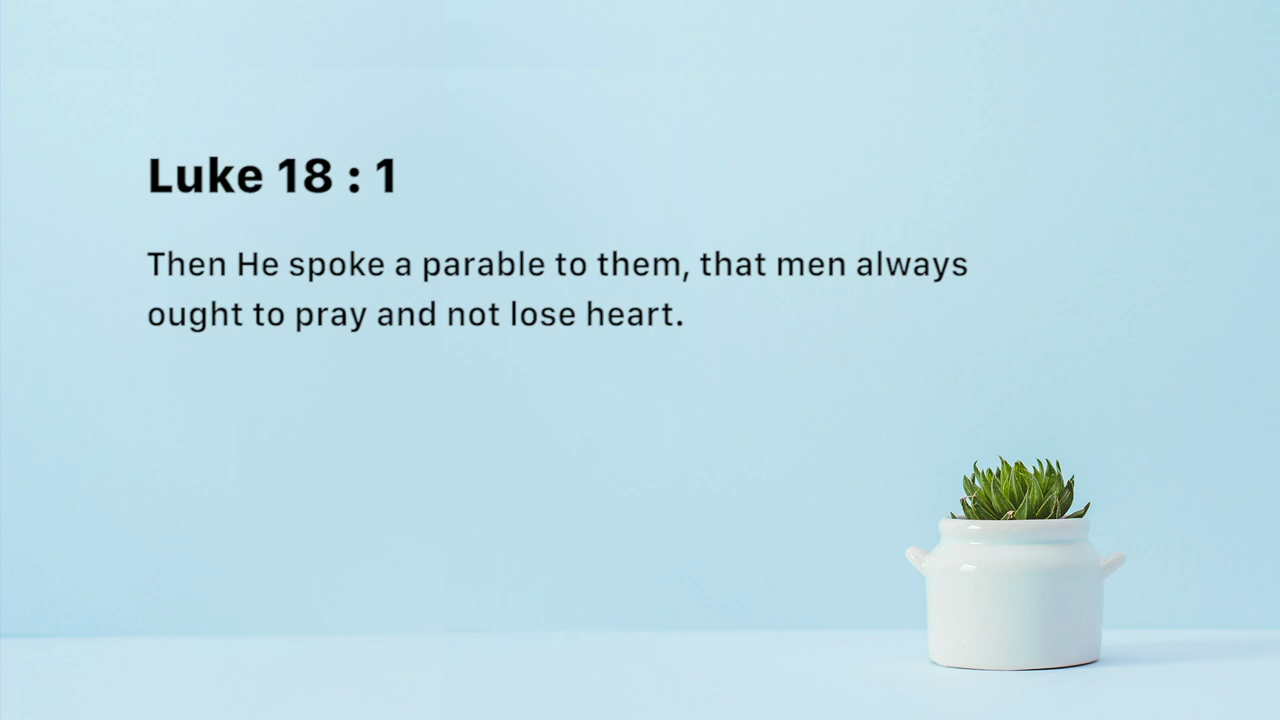 Luke 18 : 1
Then He spoke a parable to them, that men always
ought to pray and not lose heart.